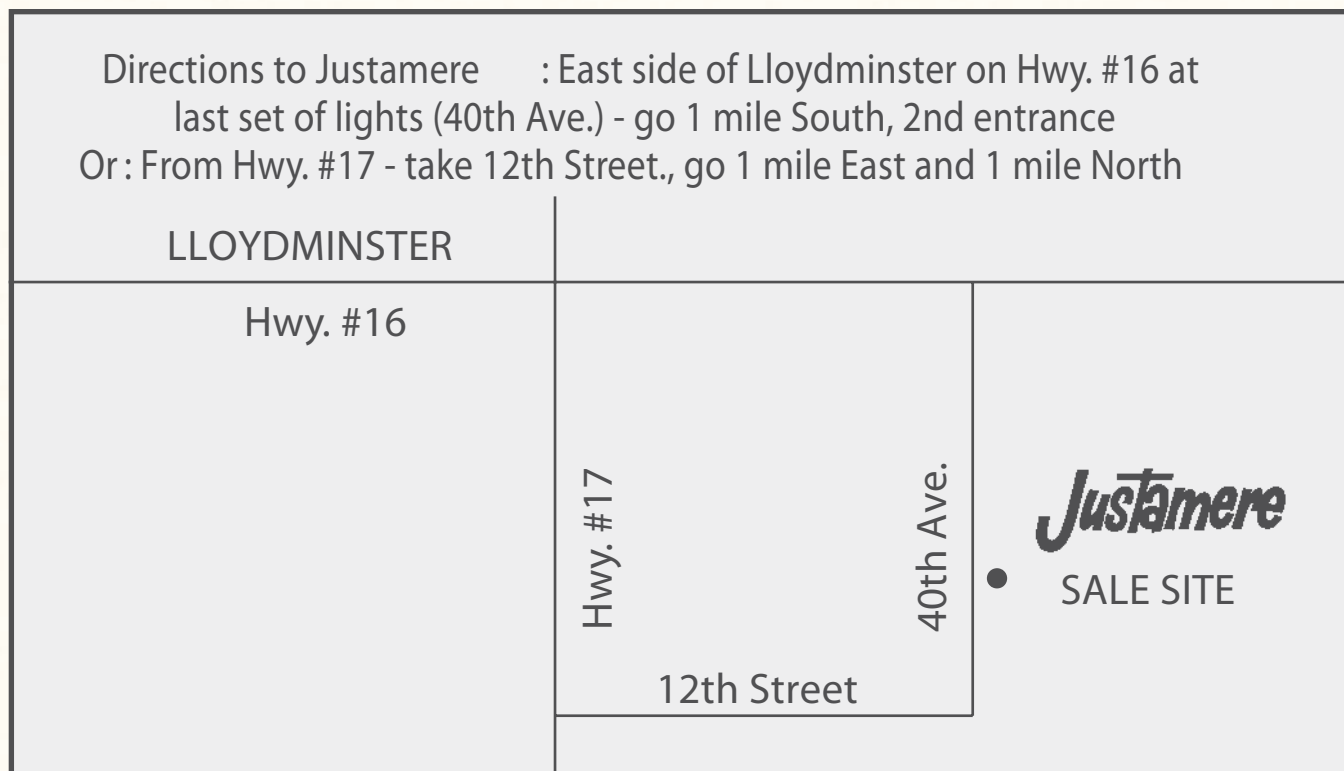 Directions to Justamere : East side of Lloydminster on Hwy. #16 at
last set of lights (40th Ave.) - go 1 mile South, 2nd entrance
Or : From Hwy. #17 - take 12th Street., go 1 mile East and 1 mile North
LLOYDMINSTER
Hwy. #16
Hwy. #17
40th Ave.
Justamere
SALE SITE
12th Street